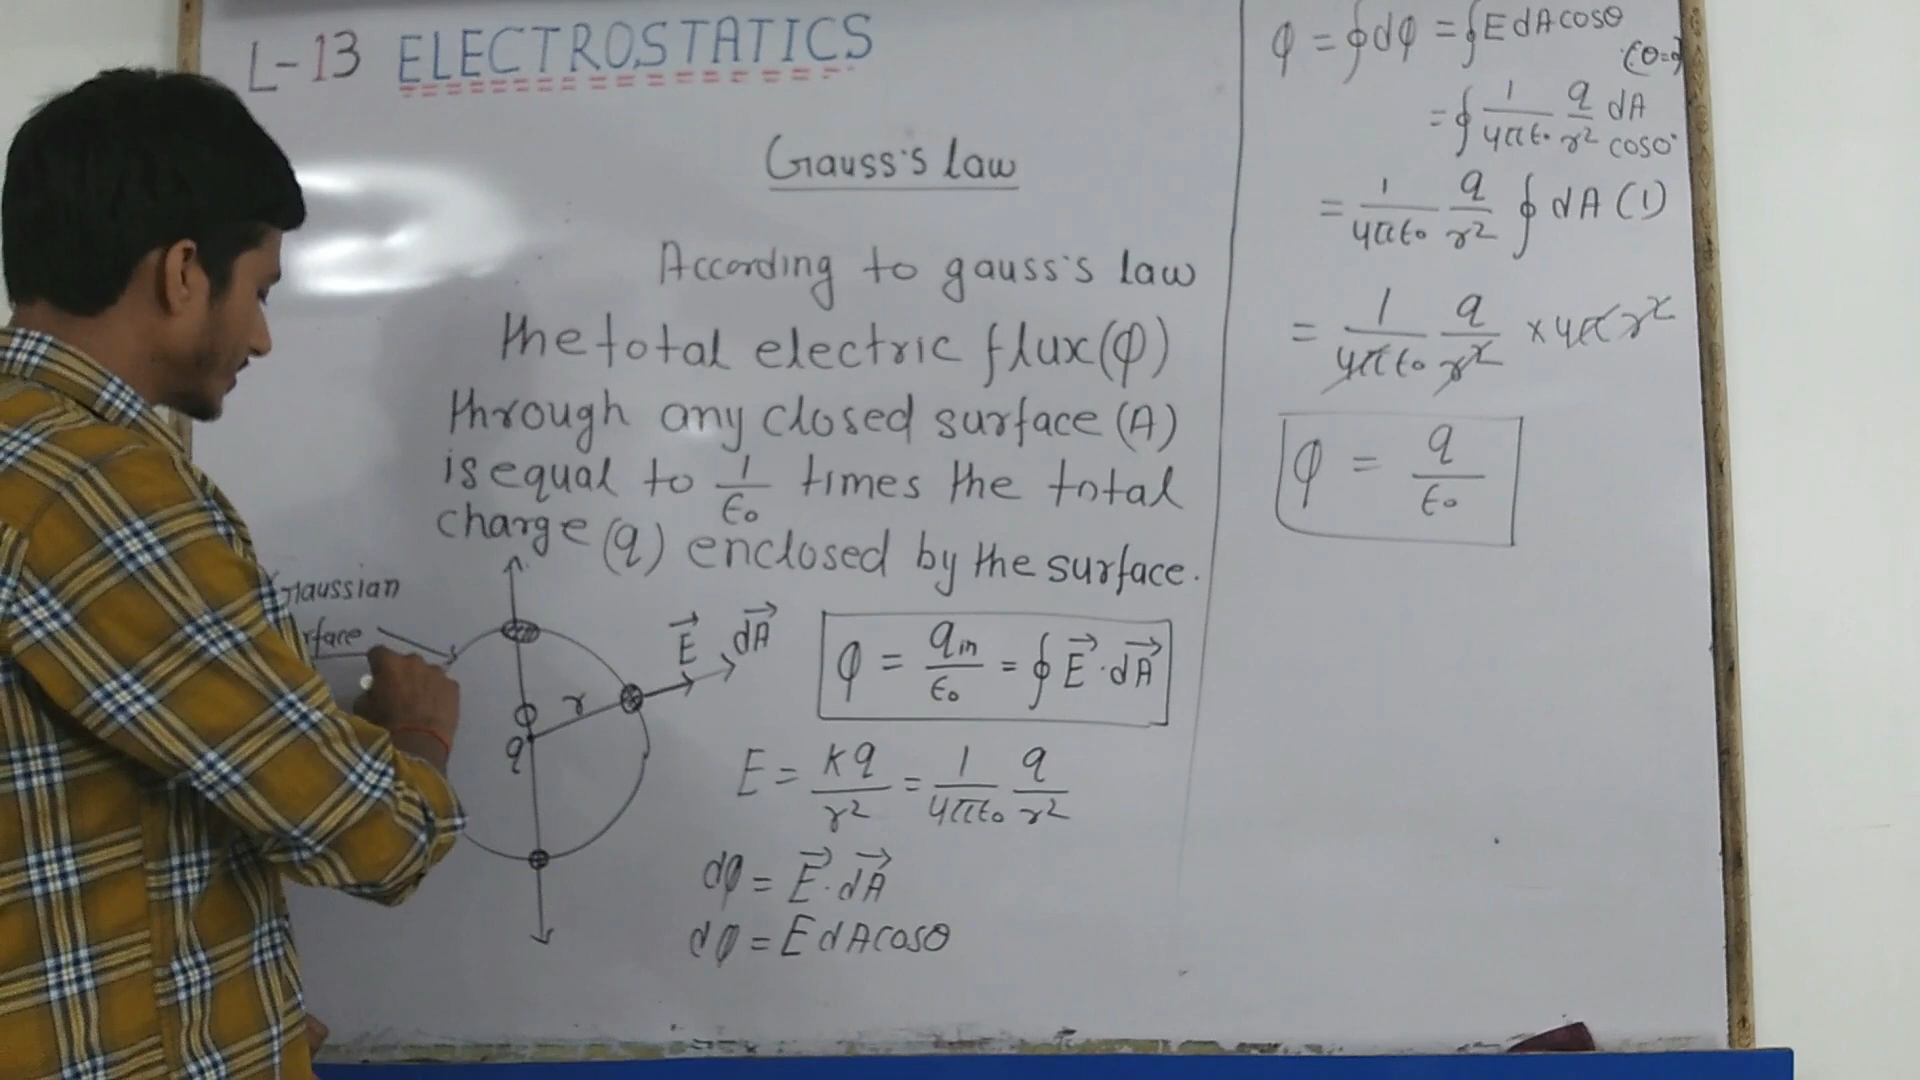 L-13 ELECTROSTATICS
Gauss's law
According to gauss's law
the total electric flux (φ)
through any closed surface (A)
is equal to 1/ϵ₀ times the total
charge (q) enclosed by the surface.
Gaussian
r
q
E⃗ dA⃗
φ = qin/ϵ₀ = ∮ E⃗·dA⃗
E = kq/r² = 1/4πϵ₀ q/r²
dφ = E⃗·dA⃗
dφ = E dA cosθ
φ = ∮dφ = ∮E dA cosθ
= ∮ 1/4πϵ₀ q/r² dA cos0°
= 1/4πϵ₀ q/r² ∮ dA (1)
= 1/4πϵ₀ q/r² × 4πr²
φ = q/ϵ₀